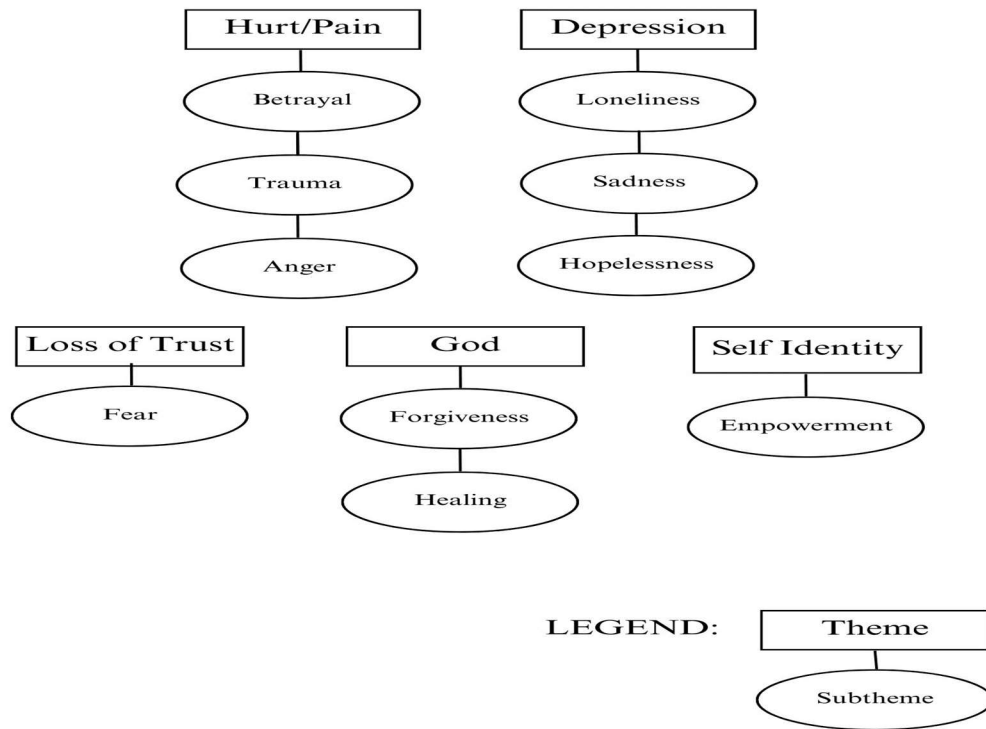 Hurt/Pain
Depression
Betrayal
Loneliness
Trauma
Sadness
Anger
Hopelessness
Loss of Trust
God
Self Identity
Fear
Forgiveness
Empowerment
Healing
LEGEND:
Theme
Subtheme